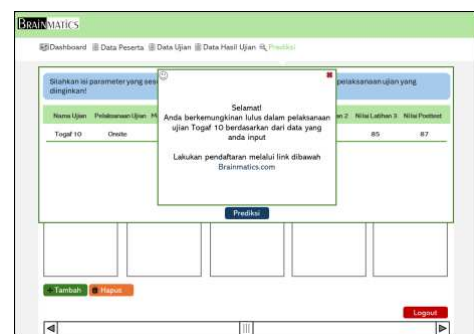 BRAINMATICS
Dashboard Data Peserta Data Ujian Data Hasil Ujian Prediksi
Silahkan isi parameter yang pelaksanaan ujian yang
diinginkan!
Selamat!
Anda berkemungkinan lulus dalam pelaksanaan
ujian Togaf 10 berdasarkan dari data yang
anda input
Lakukan pendaftaran melalui link dibawah
Brainmatics.com
Nama Ujian Pelaksanaan Ujian 2 Nilai Latihan 3 Nilai Posttest
Togaf 10 Onsite 85 87
Prediksi
+ Tambah Hapus
Logout